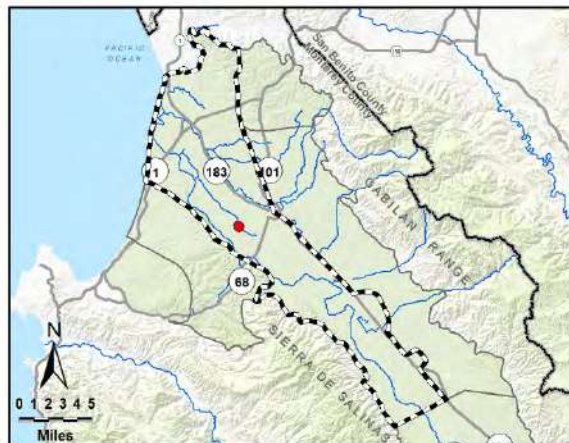 1
PACIFIC
OCEAN
San Benito County
Monterey County
1
183
101
GABILAN RANGE
68
SIERRA DE SALINAS
N
0 1 2 3 4 5
Miles